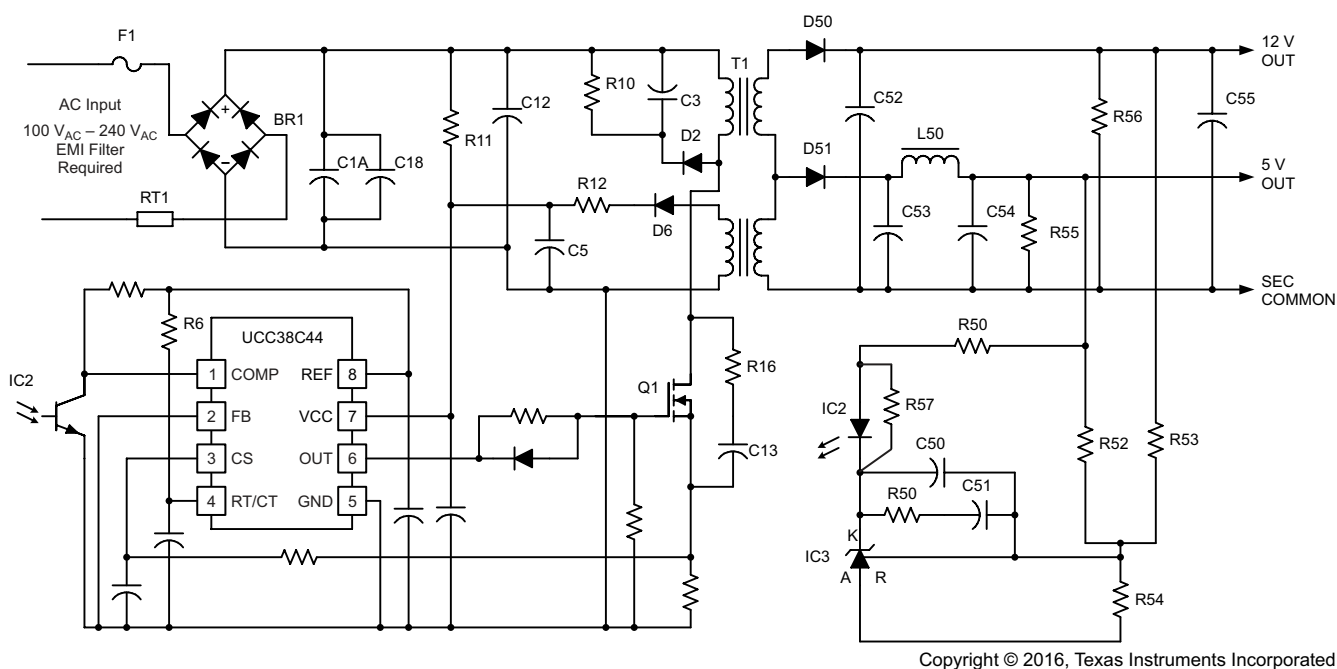 F1
AC Input
100 VAC – 240 VAC
EMI Filter
Required
RT1
+
−
BR1
C1A
C18
R11
C12
R10
C3
D2
T1
R12
D6
C5
D50
12 V
OUT
C52
R56
C55
L50
D51
5 V
OUT
C53
C54
R55
SEC
COMMON
R6
UCC38C44
IC2
1 COMP
REF 8
2 FB
VCC 7
3 CS
OUT 6
4 RT/CT
GND 5
Q1
R16
C13
R50
IC2
R57
C50
R52
R53
R50
C51
K
IC3
A
R
R54
Copyright © 2016, Texas Instruments Incorporated